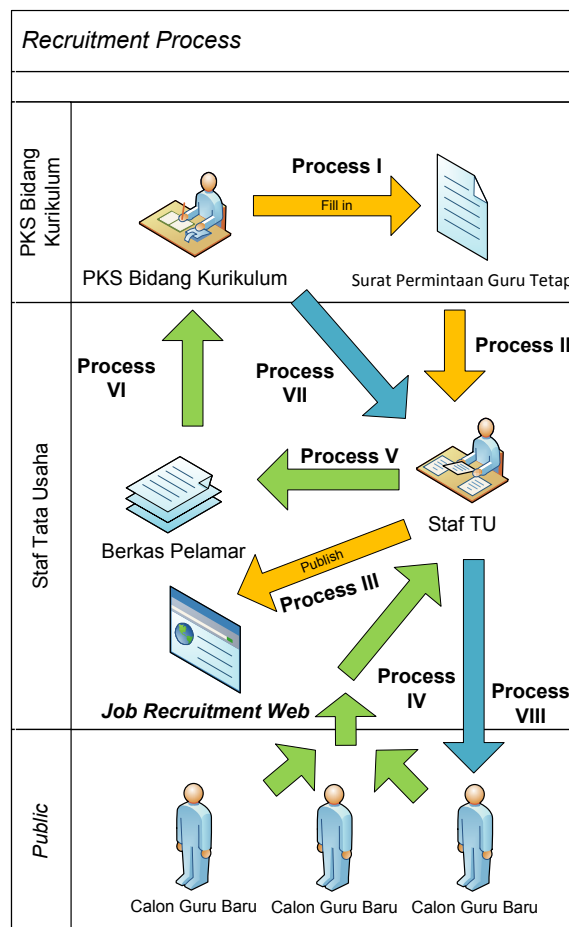 Recruitment Process
PKS Bidang
Kurikulum
Process I
Fill in
PKS Bidang Kurikulum
Surat Permintaan Guru Tetap
Staf Tata Usaha
Process II
Process
VI
Process
VII
Process V
Staf TU
Berkas Pelamar
Publish
Process III
Process
IV
Job Recruitment Web
Process
VIII
Public
Calon Guru Baru
Calon Guru Baru
Calon Guru Baru